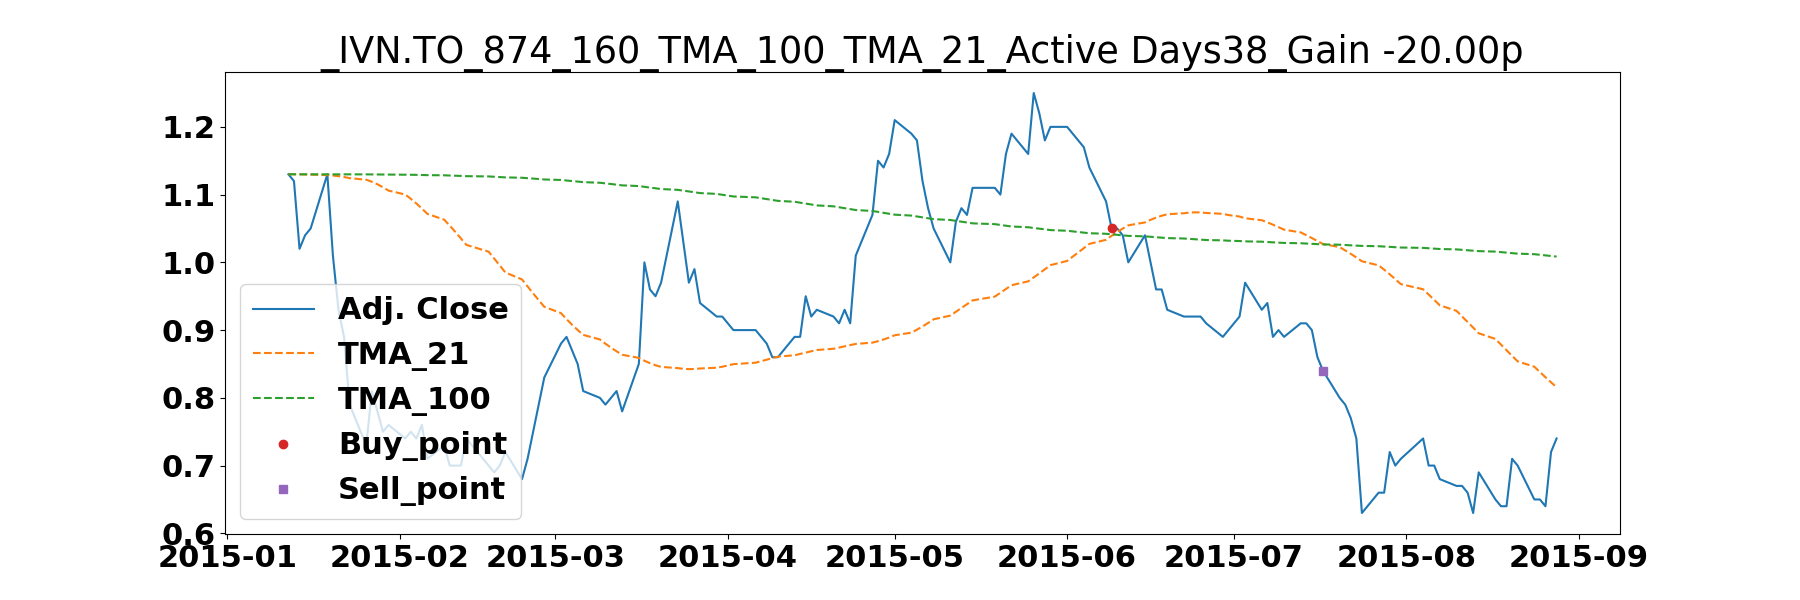 _IVN.TO_874_160_TMA_100_TMA_21_Active Days38_Gain -20.00p
1.2
1.1
1.0
0.9
0.8
0.7
0.6
Adj. Close
TMA_21
TMA_100
Buy_point
Sell_point
2015-01 2015-02 2015-03 2015-04 2015-05 2015-06 2015-07 2015-08 2015-09